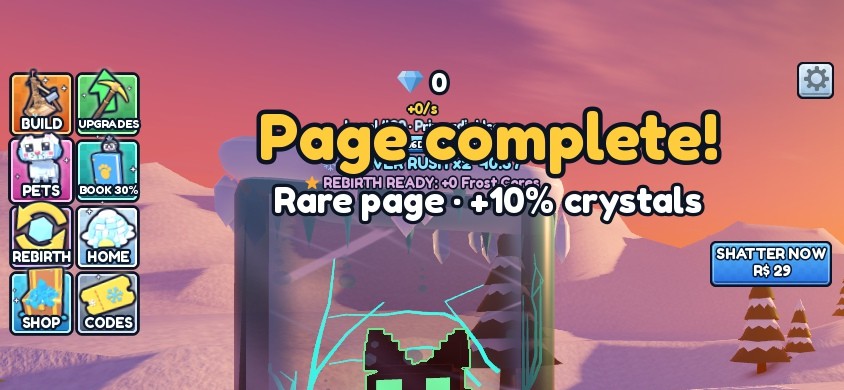 0
+0/s
Page complete!
REBIRTH READY: +0 Frost Cores
Rare page · +10% crystals
BUILD
UPGRADES
PETS
BOOK 30%
REBIRTH
HOME
SHOP
CODES
SHATTER NOW
R$ 29